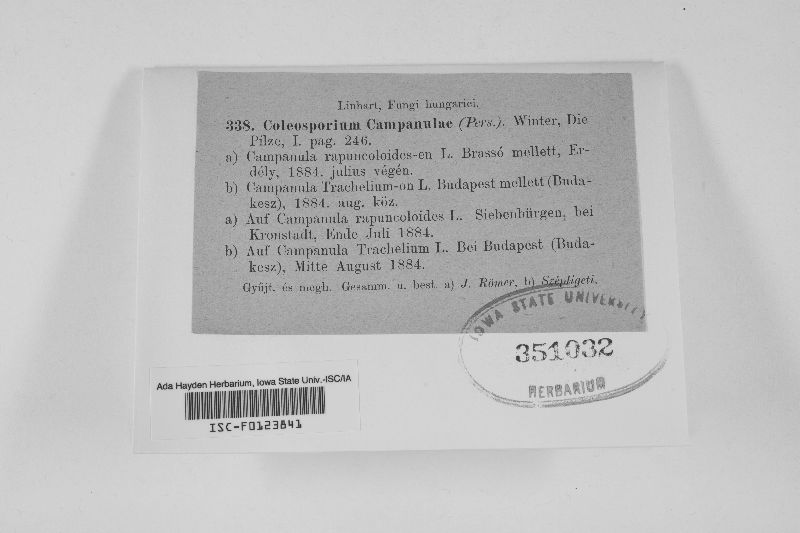 Linhart, Fungi hungarici.
338. Coleosporium Campanulae (Pers.). Winter, Die
Pilze, I. pag. 246.
a) Campanula rapuncoloides-en L. Brassó mellett, Er-
dély, 1884. julius végén.
b) Campanula Trachelium-on L. Budapest mellett (Buda-
kesz), 1884. aug. köz.
a) Auf Campanula rapuncoloides L. Siebenbürgen, bei
Kronstadt, Ende Juli 1884.
b) Auf Campanula Trachelium L. Bei Budapest (Buda-
kesz), Mitte August 1884.
Gyűjt. és megh. Gesamm. u. best. a) J. Römer, b) Szépligeti.
IOWA STATE UNIVERSITY
351032
HERBARIUM
Ada Hayden Herbarium, Iowa State Univ.-ISC/IA
ISC-F0123841